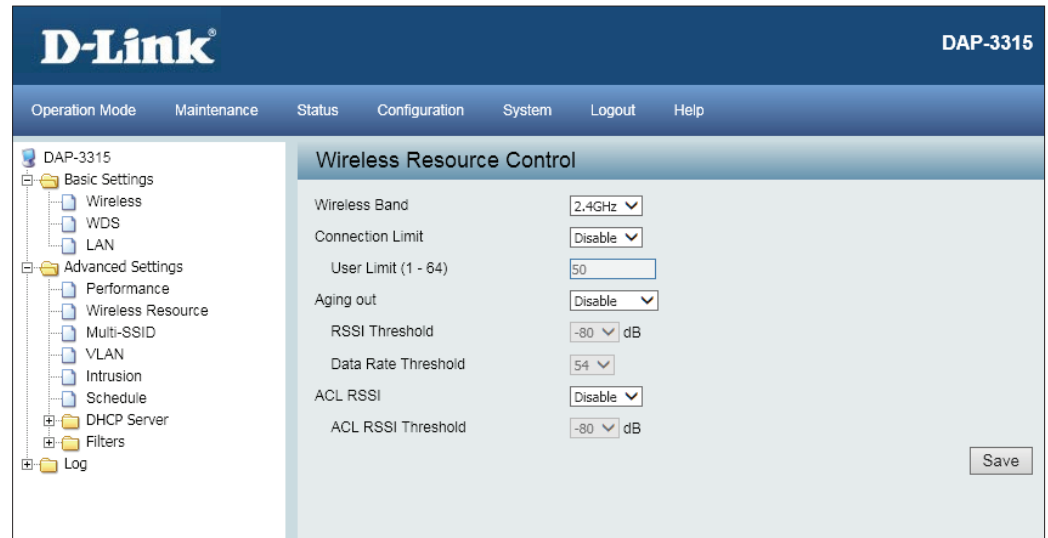 D-Link®
DAP-3315
Operation Mode Maintenance Status Configuration System Logout Help
DAP-3315
Basic Settings
Wireless
WDS
LAN
Advanced Settings
Performance
Wireless Resource
Multi-SSID
VLAN
Intrusion
Schedule
DHCP Server
Filters
Log
Wireless Resource Control
Wireless Band 2.4GHz
Connection Limit Disable
User Limit (1 - 64) 50
Aging out Disable
RSSI Threshold -80 dB
Data Rate Threshold 54
ACL RSSI Disable
ACL RSSI Threshold -80 dB
Save